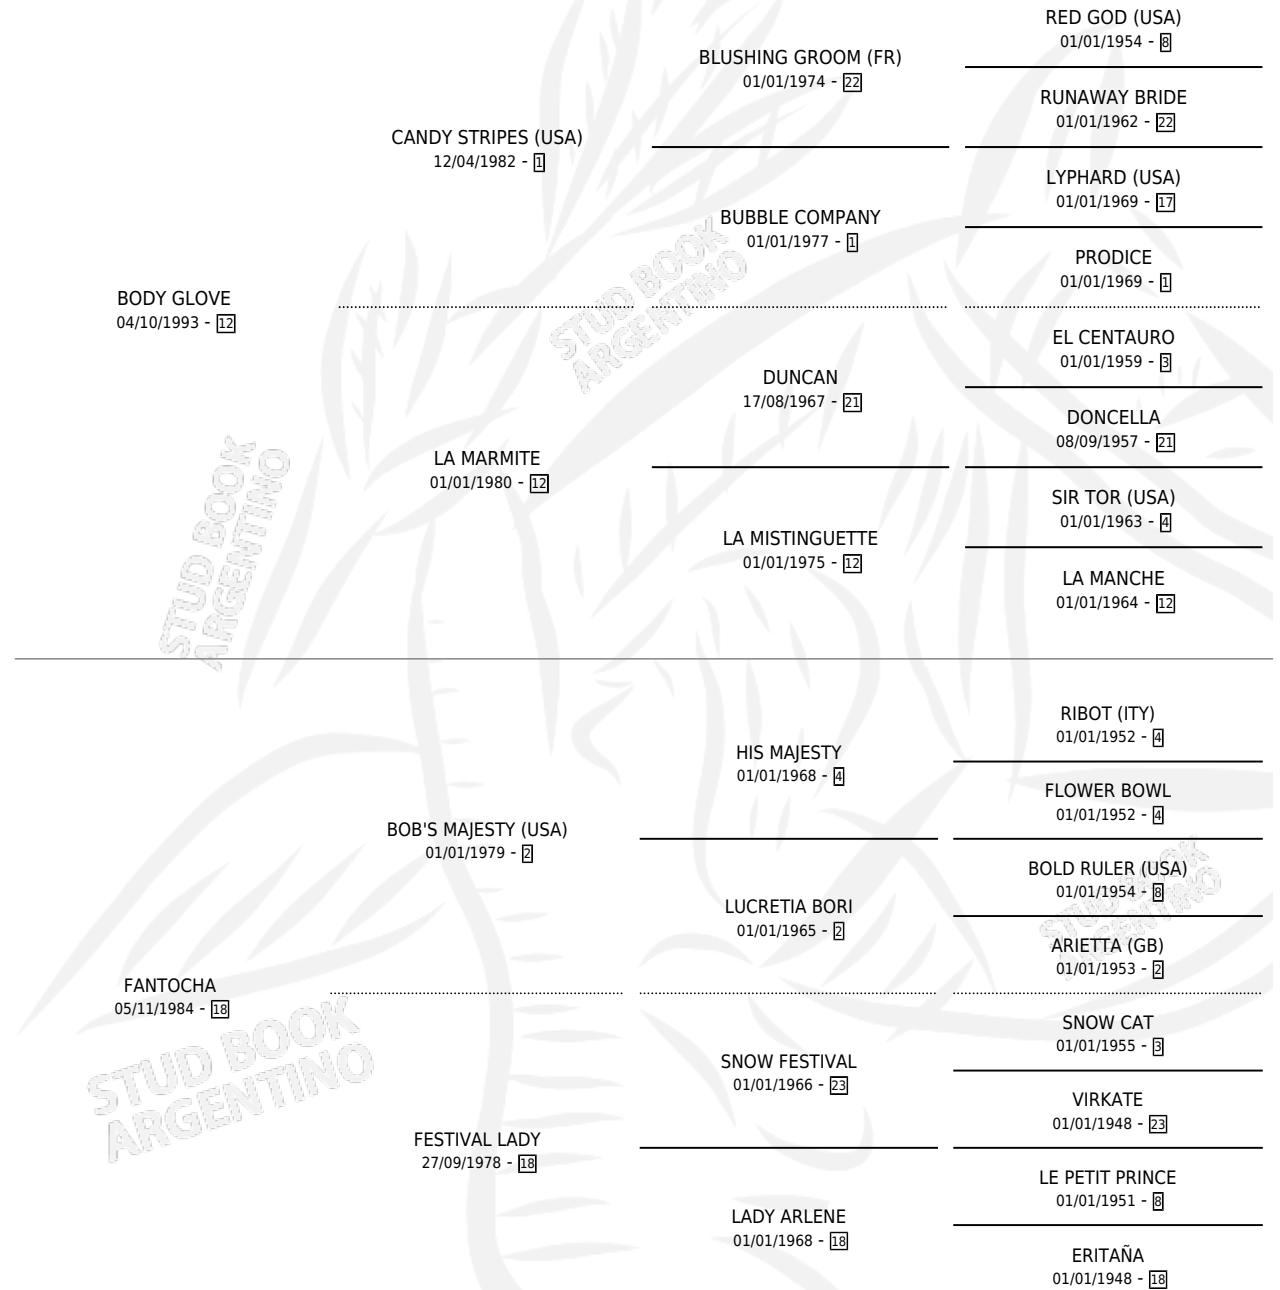 RED GOD (USA)
01/01/1954 - 8
BLUSHING GROOM (FR)
01/01/1974 - 22
RUNAWAY BRIDE
01/01/1962 - 22
CANDY STRIPES (USA)
12/04/1982 - 1
LYPHARD (USA)
01/01/1969 - 17
BUBBLE COMPANY
01/01/1977 - 1
PRODICE
01/01/1969 - 1
BODY GLOVE
04/10/1993 - 12
EL CENTAURO
01/01/1959 - 3
DUNCAN
17/08/1967 - 21
DONCELLA
08/09/1957 - 21
LA MARMITE
01/01/1980 - 12
SIR TOR (USA)
01/01/1963 - 4
LA MISTINGUETTE
01/01/1975 - 12
LA MANCHE
01/01/1964 - 12
RIBOT (ITY)
01/01/1952 - 4
HIS MAJESTY
01/01/1968 - 4
FLOWER BOWL
01/01/1952 - 4
BOB'S MAJESTY (USA)
01/01/1979 - 2
BOLD RULER (USA)
01/01/1954 - 8
LUCRETIA BORI
01/01/1965 - 2
ARIETTA (GB)
01/01/1953 - 2
FANTOCHA
05/11/1984 - 18
SNOW CAT
01/01/1955 - 3
SNOW FESTIVAL
01/01/1966 - 23
VIRKATE
01/01/1948 - 23
FESTIVAL LADY
27/09/1978 - 18
LE PETIT PRINCE
01/01/1951 - 8
LADY ARLENE
01/01/1968 - 18
ERITAÑA
01/01/1948 - 18
STUD BOOK
ARGENTINO
STUD BOOK
ARGENTINO
STUD BOOK
ARGENTINO
STUD BOOK
ARGENTINO